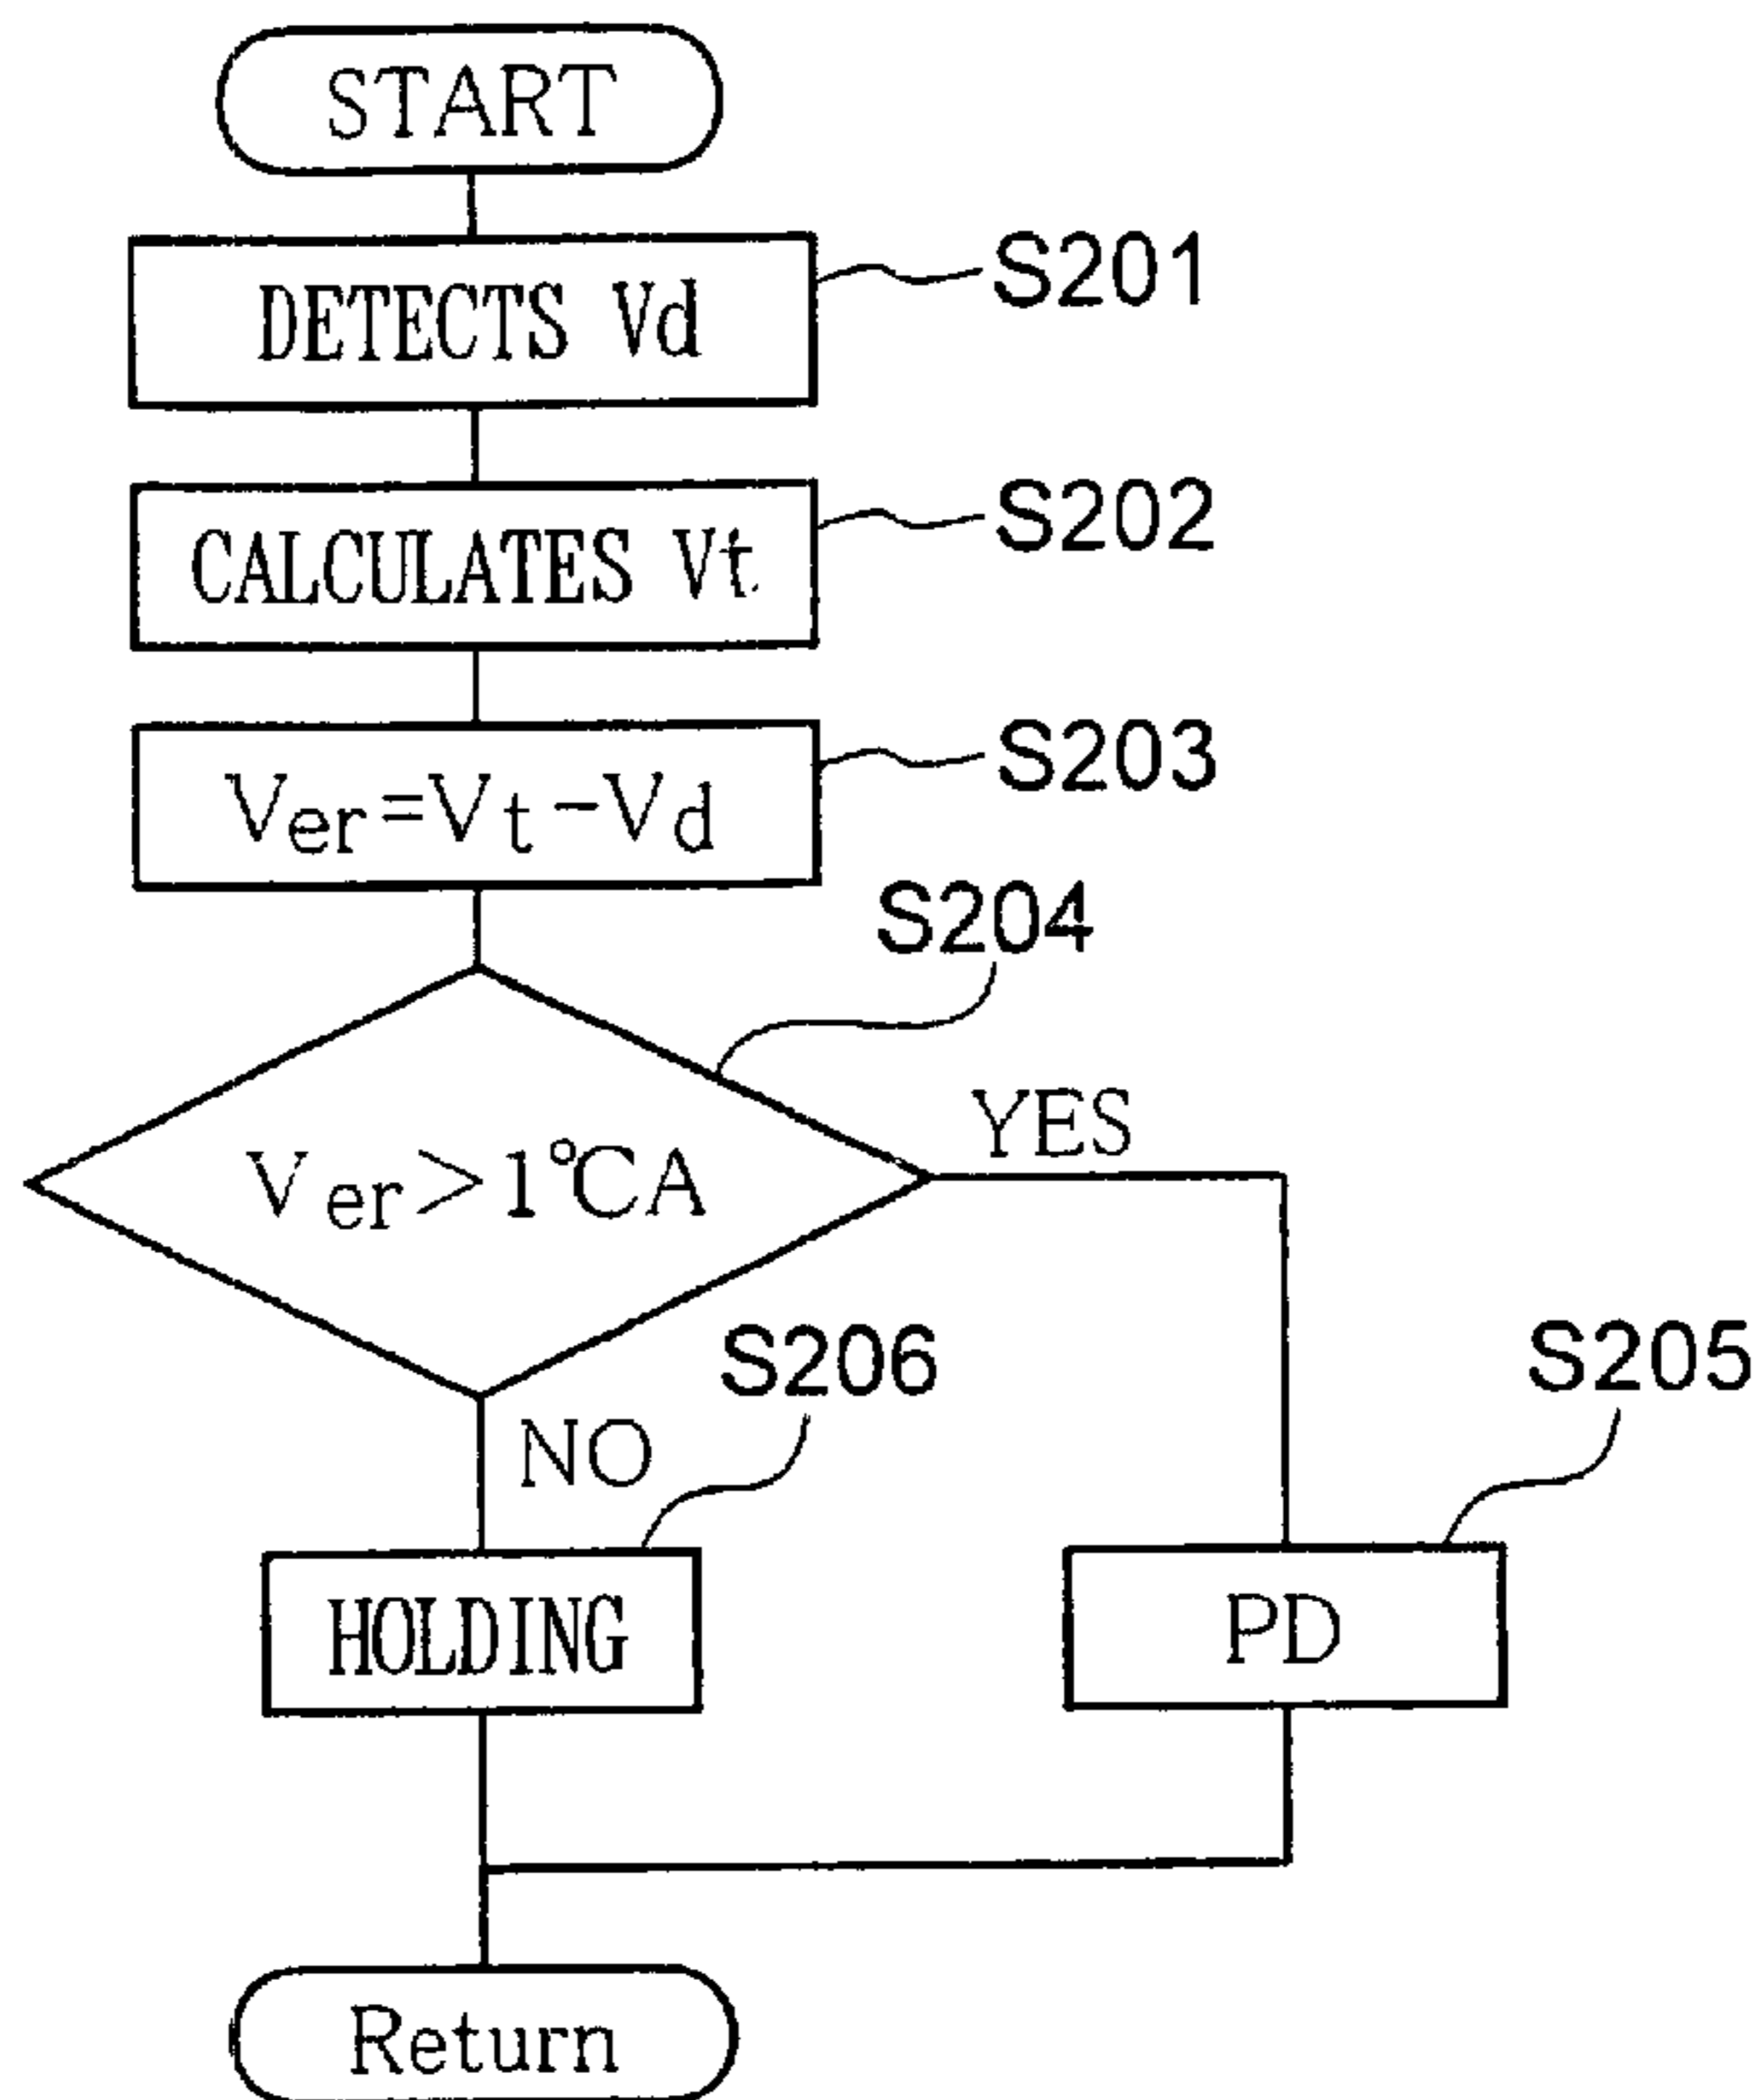 START
DETECTS Vd
S201
CALCULATES Vt
S202
Ver=Vt-Vd
S203
S204
Ver>1℃A
YES
NO
S206
S205
HOLDING
PD
Return